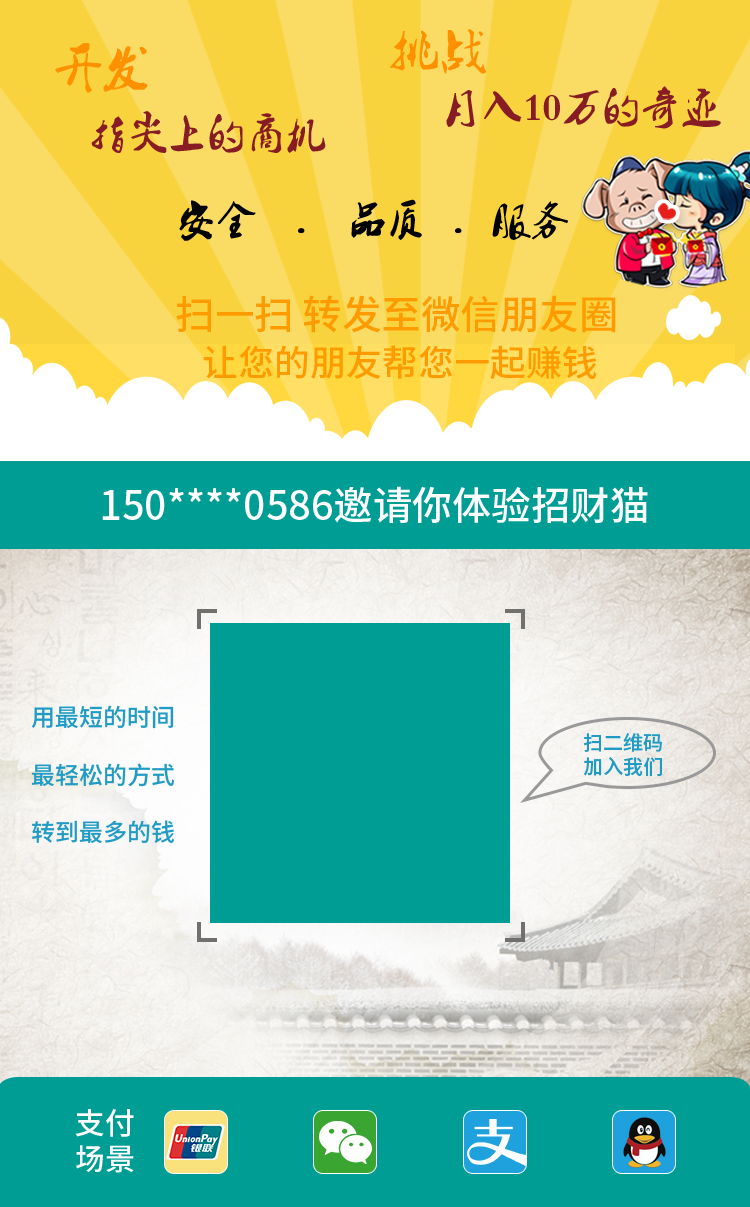 开发
指尖上的商机
挑战
月入10万的奇迹
安全 . 品质 . 服务
扫一扫 转发至微信朋友圈
让您的朋友帮您一起赚钱
150****0586邀请你体验招财猫
用最短的时间
最轻松的方式
转到最多的钱
扫二维码
加入我们
支付
场景
UnionPay
银联
支